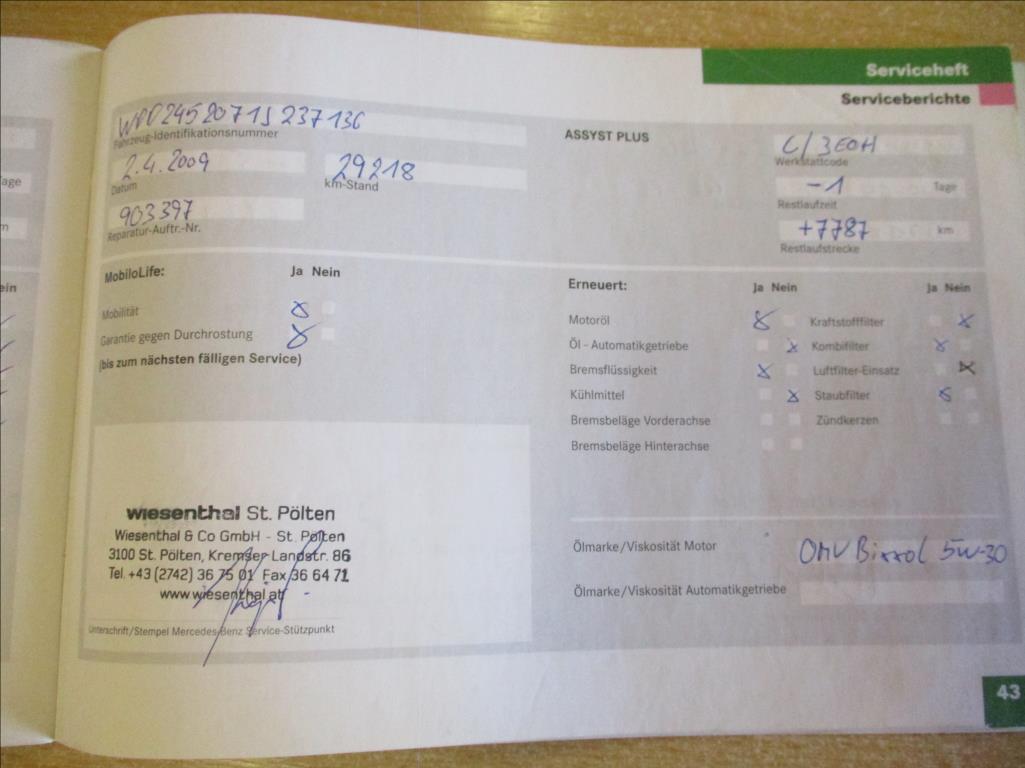 Serviceheft
Serviceberichte
WDD2452071J237136
Fahrzeug-Identifikationsnummer
2.4.2009
Datum
29218
km-Stand
903397
Reparatur-Auftr.-Nr.
ASSYST PLUS
C/3EOH
Werkstattcode
-1 Tage
Restlaufzeit
+7787 km
Restlaufstrecke
MobiloLife: Ja Nein
Mobilität
Garantie gegen Durchrostung
(bis zum nächsten fälligen Service)
Erneuert: Ja Nein Ja Nein
Motoröl Kraftstofffilter
Öl - Automatikgetriebe Kombifilter
Bremsflüssigkeit Luftfilter-Einsatz
Kühlmittel Staubfilter
Bremsbeläge Vorderachse Zündkerzen
Bremsbeläge Hinterachse
wiesenthal St. Pölten
Wiesenthal & Co GmbH - St. Pölten
3100 St. Pölten, Kremser Landstr. 86
Tel. +43 (2742) 36 75 01 Fax 36 64 71
www.wiesenthal.at
Unterschrift/Stempel Mercedes-Benz Service-Stützpunkt
Ölmarke/Viskosität Motor OMV Bixxol 5W-30
Ölmarke/Viskosität Automatikgetriebe
43